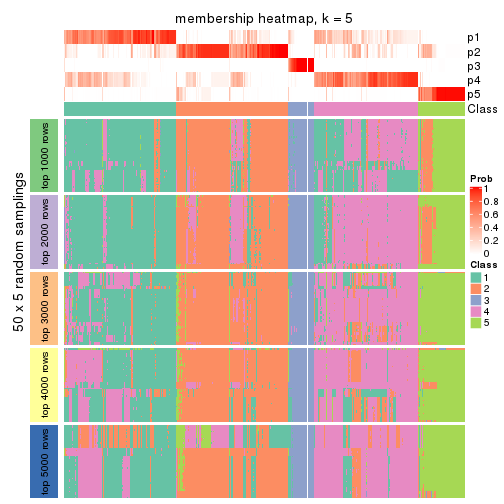 membership heatmap, k = 5
p1
p2
p3
p4
p5
Class
50 x 5 random samplings
top 1000 rows
top 2000 rows
top 3000 rows
top 4000 rows
top 5000 rows
Prob
1
0.8
0.6
0.4
0.2
0
Class
1
2
3
4
5